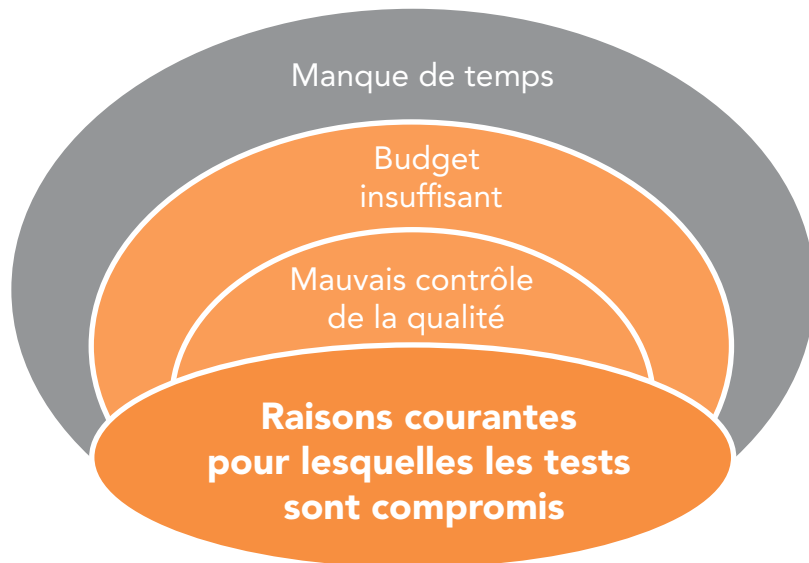 Manque de temps
Budget
insuffisant
Mauvais contrôle
de la qualité
Raisons courantes
pour lesquelles les tests
sont compromis